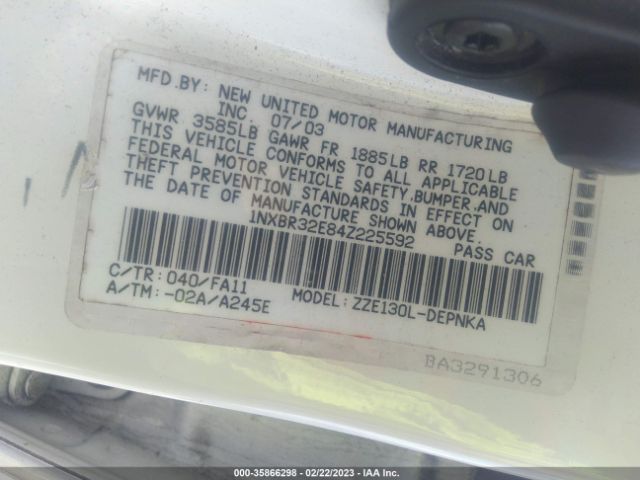 MFD.BY: NEW UNITED MOTOR MANUFACTURING
INC. 07/03
GVWR 3585LB GAWR FR 1885LB RR 1720LB
THIS VEHICLE CONFORMS TO ALL APPLICABLE
FEDERAL MOTOR VEHICLE SAFETY,BUMPER,AND
THEFT PREVENTION STANDARDS IN EFFECT ON
THE DATE OF MANUFACTURE SHOWN ABOVE.
1NXBR32E84Z225592 PASS CAR
C/TR: 040/FA11 MODEL: ZZE130L-DEPNKA
A/TM: -02A/A245E
BA3291306
000-35866298 - 02/22/2023 - IAA Inc.